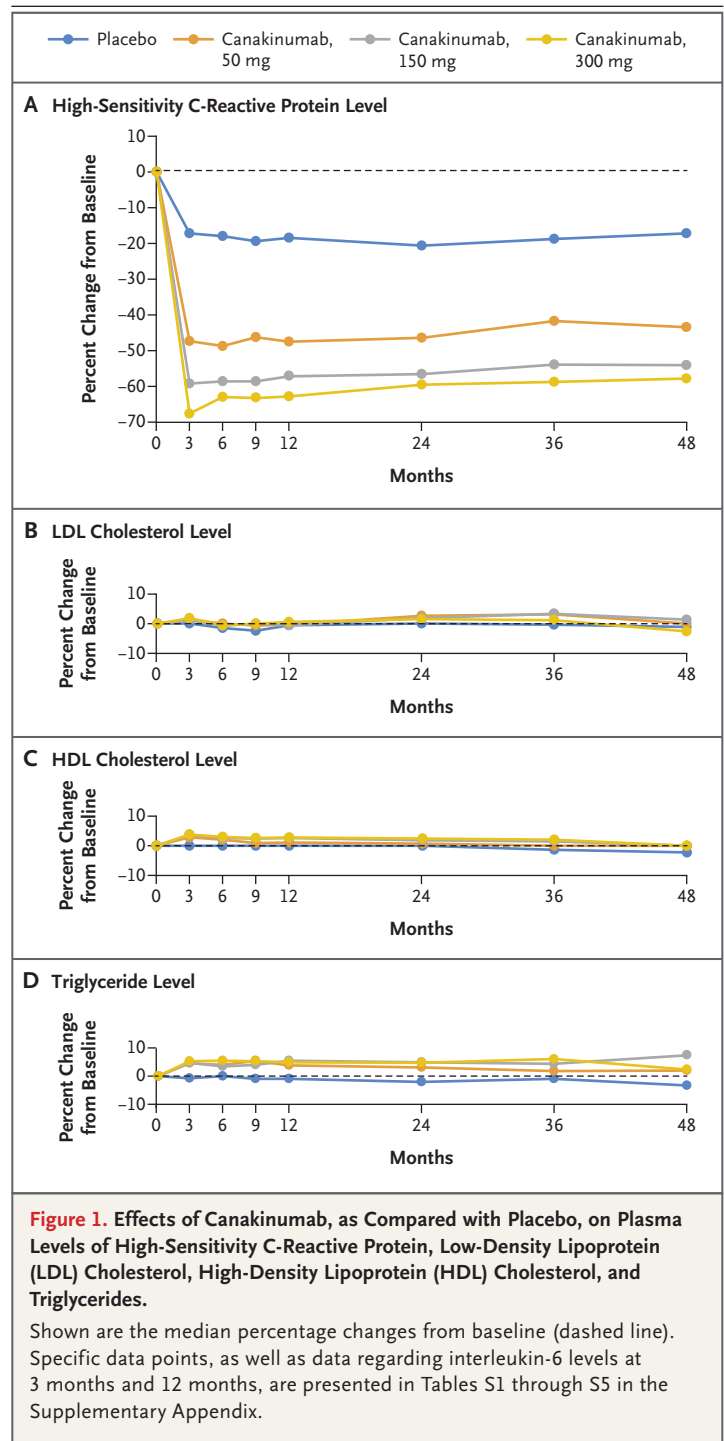 Placebo
Canakinumab, 50 mg
Canakinumab, 150 mg
Canakinumab, 300 mg
A High-Sensitivity C-Reactive Protein Level
Percent Change from Baseline
10
0
–10
–20
–30
–40
–50
–60
–70
0 3 6 9 12 24 36 48
Months
B LDL Cholesterol Level
Percent Change
from Baseline
10
0
–10
0 3 6 9 12 24 36 48
Months
C HDL Cholesterol Level
Percent Change
from Baseline
10
0
–10
0 3 6 9 12 24 36 48
Months
D Triglyceride Level
Percent Change
from Baseline
10
0
–10
0 3 6 9 12 24 36 48
Months
Figure 1. Effects of Canakinumab, as Compared with Placebo, on Plasma
Levels of High-Sensitivity C-Reactive Protein, Low-Density Lipoprotein
(LDL) Cholesterol, High-Density Lipoprotein (HDL) Cholesterol, and
Triglycerides.
Shown are the median percentage changes from baseline (dashed line).
Specific data points, as well as data regarding interleukin-6 levels at
3 months and 12 months, are presented in Tables S1 through S5 in the
Supplementary Appendix.